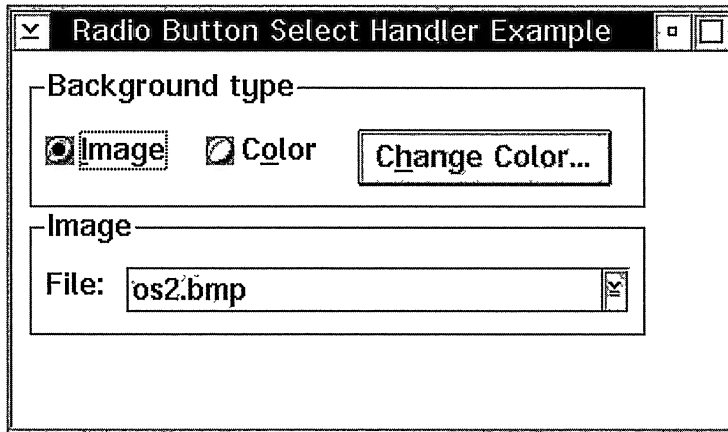 Radio Button Select Handler Example
Background type
Image Color Change Color...
Image
File: os2.bmp